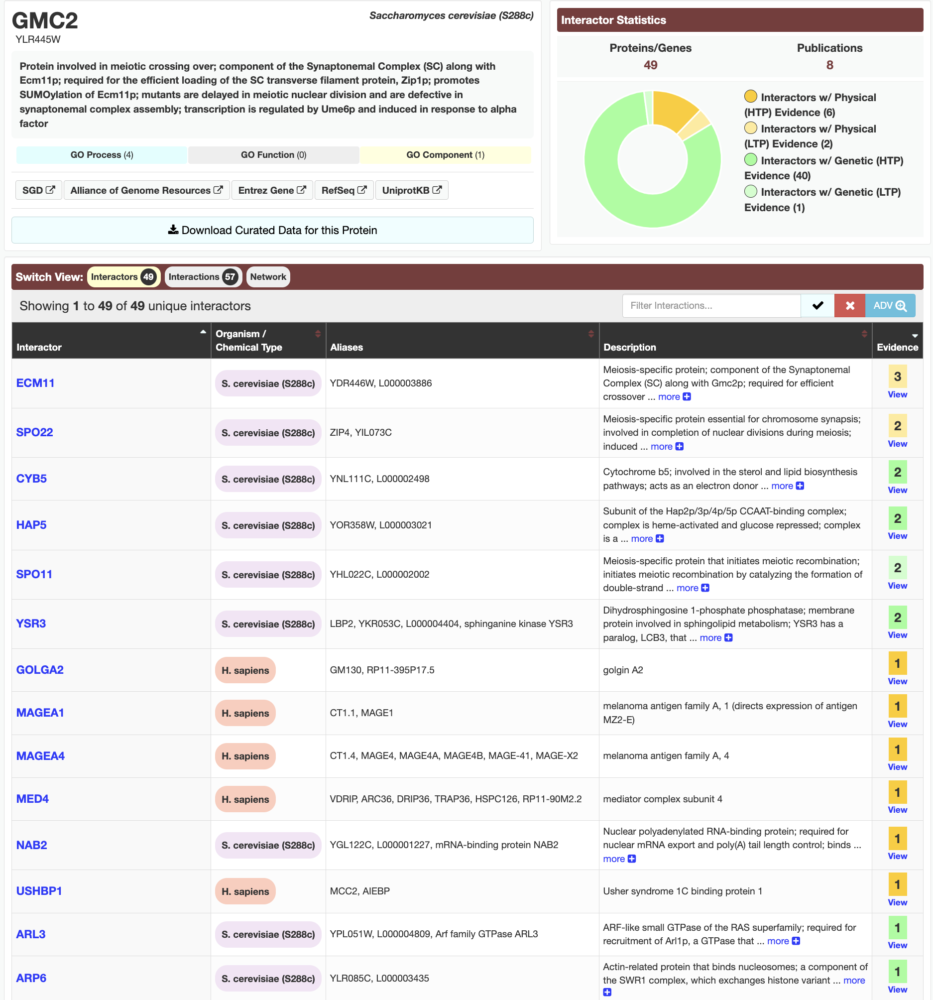 GMC2
Saccharomyces cerevisiae (S288c)
YLR445W
Protein involved in meiotic crossing over; component of the Synaptonemal Complex (SC) along with
Ecm11p; required for the efficient loading of the SC transverse filament protein, Zip1p; promotes
SUMOylation of Ecm11p; mutants are delayed in meiotic nuclear division and are defective in
synaptonemal complex assembly; transcription is regulated by Ume6p and induced in response to alpha
factor
GO Process (4)
GO Function (0)
GO Component (1)
SGD
Alliance of Genome Resources
Entrez Gene
RefSeq
UniprotKB
Download Curated Data for this Protein
Interactor Statistics
Proteins/Genes
49
Publications
8
Interactors w/ Physical
(HTP) Evidence (6)
Interactors w/ Physical
(LTP) Evidence (2)
Interactors w/ Genetic (HTP)
Evidence (40)
Interactors w/ Genetic (LTP)
Evidence (1)
Switch View: Interactors 49 Interactions 57 Network
Showing 1 to 49 of 49 unique interactors
Filter Interactions...
ADV
Interactor
Organism /
Chemical Type
Aliases
Description
Evidence
ECM11
S. cerevisiae (S288c)
YDR446W, L000003886
Meiosis-specific protein; component of the Synaptonemal
Complex (SC) along with Gmc2p; required for efficient
crossover ... more
3
View
SPO22
S. cerevisiae (S288c)
ZIP4, YIL073C
Meiosis-specific protein essential for chromosome synapsis;
involved in completion of nuclear divisions during meiosis;
induced ... more
2
View
CYB5
S. cerevisiae (S288c)
YNL111C, L000002498
Cytochrome b5; involved in the sterol and lipid biosynthesis
pathways; acts as an electron donor ... more
2
View
HAP5
S. cerevisiae (S288c)
YOR358W, L000003021
Subunit of the Hap2p/3p/4p/5p CCAAT-binding complex;
complex is heme-activated and glucose repressed; complex
is a ... more
2
View
SPO11
S. cerevisiae (S288c)
YHL022C, L000002002
Meiosis-specific protein that initiates meiotic recombination;
initiates meiotic recombination by catalyzing the formation of
double-strand ... more
2
View
YSR3
S. cerevisiae (S288c)
LBP2, YKR053C, L000004404, sphinganine kinase YSR3
Dihydrosphingosine 1-phosphate phosphatase; membrane
protein involved in sphingolipid metabolism; YSR3 has a
paralog, LCB3, that ... more
2
View
GOLGA2
H. sapiens
GM130, RP11-395P17.5
golgin A2
1
View
MAGEA1
H. sapiens
CT1.1, MAGE1
melanoma antigen family A, 1 (directs expression of antigen
MZ2-E)
1
View
MAGEA4
H. sapiens
CT1.4, MAGE4, MAGE4A, MAGE4B, MAGE-41, MAGE-X2
melanoma antigen family A, 4
1
View
MED4
H. sapiens
VDRIP, ARC36, DRIP36, TRAP36, HSPC126, RP11-90M2.2
mediator complex subunit 4
1
View
NAB2
S. cerevisiae (S288c)
YGL122C, L000001227, mRNA-binding protein NAB2
Nuclear polyadenylated RNA-binding protein; required for
nuclear mRNA export and poly(A) tail length control; binds ...
more
1
View
USHBP1
H. sapiens
MCC2, AIEBP
Usher syndrome 1C binding protein 1
1
View
ARL3
S. cerevisiae (S288c)
YPL051W, L000004809, Arf family GTPase ARL3
ARF-like small GTPase of the RAS superfamily; required for
recruitment of Arl1p, a GTPase that ... more
1
View
ARP6
S. cerevisiae (S288c)
YLR085C, L000003435
Actin-related protein that binds nucleosomes; a component of
the SWR1 complex, which exchanges histone variant ... more
1
View